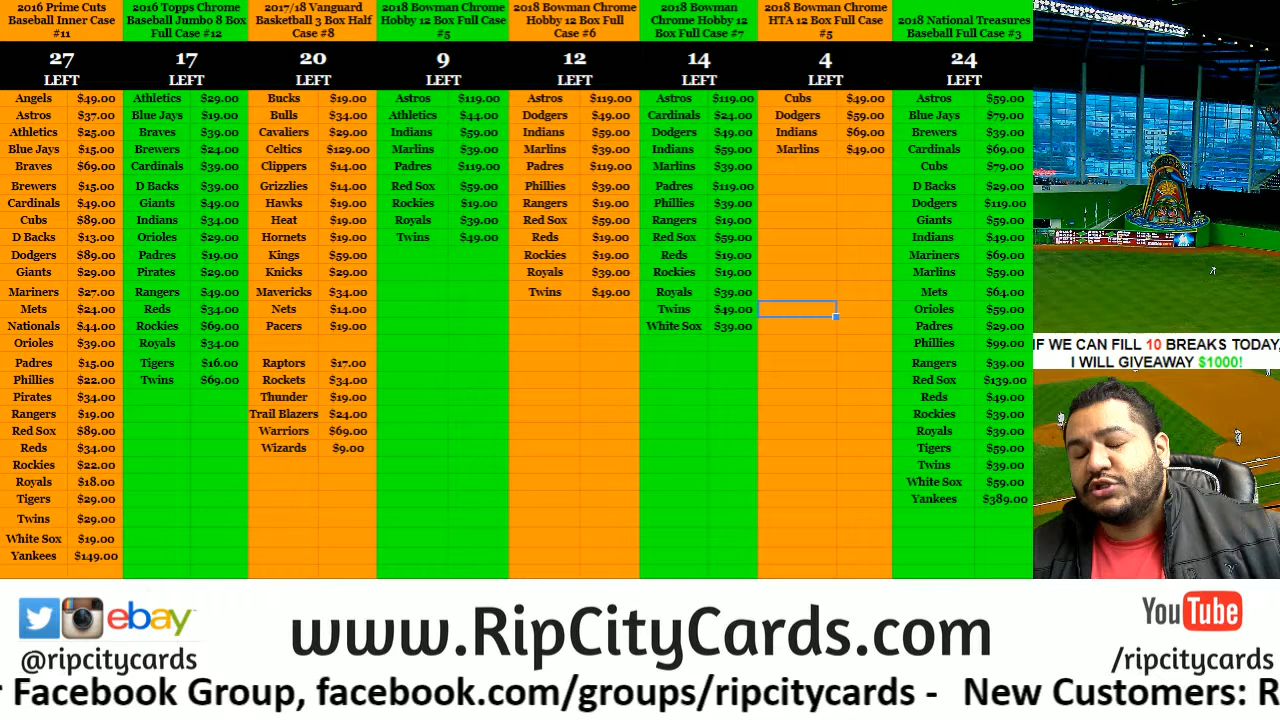 2016 Prime Cuts
Baseball Inner Case
#11
27
LEFT
Angels $49.00
Astros $37.00
Athletics $25.00
Blue Jays $15.00
Braves $69.00
Brewers $15.00
Cardinals $49.00
Cubs $89.00
D Backs $13.00
Dodgers $89.00
Giants $29.00
Mariners $27.00
Mets $24.00
Nationals $44.00
Orioles $39.00
Padres $15.00
Phillies $22.00
Pirates $34.00
Rangers $19.00
Red Sox $89.00
Reds $34.00
Rockies $22.00
Royals $18.00
Tigers $29.00
Twins $29.00
White Sox $19.00
Yankees $149.00
2016 Topps Chrome
Baseball Jumbo 8 Box
Full Case #12
17
LEFT
Athletics $29.00
Blue Jays $19.00
Braves $39.00
Brewers $24.00
Cardinals $39.00
D Backs $39.00
Giants $49.00
Indians $34.00
Orioles $29.00
Padres $19.00
Pirates $29.00
Rangers $49.00
Reds $34.00
Rockies $69.00
Royals $34.00
Tigers $16.00
Twins $69.00
2017/18 Vanguard
Basketball 3 Box Half
Case #8
20
LEFT
Bucks $19.00
Bulls $34.00
Cavaliers $29.00
Celtics $129.00
Clippers $14.00
Grizzlies $14.00
Hawks $19.00
Heat $19.00
Hornets $19.00
Kings $59.00
Knicks $29.00
Mavericks $34.00
Nets $14.00
Pacers $19.00
Raptors $17.00
Rockets $34.00
Thunder $19.00
Trail Blazers $24.00
Warriors $69.00
Wizards $9.00
2018 Bowman Chrome
Hobby 12 Box Full Case
#5
9
LEFT
Astros $119.00
Athletics $44.00
Indians $59.00
Marlins $39.00
Padres $119.00
Red Sox $59.00
Rockies $19.00
Royals $39.00
Twins $49.00
2018 Bowman Chrome
Hobby 12 Box Full
Case #6
12
LEFT
Astros $119.00
Dodgers $49.00
Indians $59.00
Marlins $39.00
Padres $119.00
Phillies $39.00
Rangers $19.00
Red Sox $59.00
Reds $19.00
Rockies $19.00
Royals $39.00
Twins $49.00
2018 Bowman
Chrome Hobby 12
Box Full Case #7
14
LEFT
Astros $119.00
Cardinals $24.00
Dodgers $49.00
Indians $59.00
Marlins $39.00
Padres $119.00
Phillies $39.00
Rangers $19.00
Red Sox $59.00
Reds $19.00
Rockies $19.00
Royals $39.00
Twins $49.00
White Sox $39.00
2018 Bowman Chrome
HTA 12 Box Full Case
#5
4
LEFT
Cubs $49.00
Dodgers $59.00
Indians $69.00
Marlins $49.00
2018 National Treasures
Baseball Full Case #3
24
LEFT
Astros $59.00
Blue Jays $79.00
Brewers $39.00
Cardinals $69.00
Cubs $79.00
D Backs $29.00
Dodgers $119.00
Giants $59.00
Indians $49.00
Mariners $69.00
Marlins $59.00
Mets $64.00
Orioles $59.00
Padres $29.00
Phillies $99.00
Rangers $39.00
Red Sox $139.00
Reds $49.00
Rockies $39.00
Royals $39.00
Tigers $59.00
Twins $39.00
White Sox $59.00
Yankees $389.00
IF WE CAN FILL 10 BREAKS TODAY,
I WILL GIVEAWAY $1000!
ebay
@ripcitycards
www.RipCityCards.com
YouTube
/ripcitycards
r Facebook Group, facebook.com/groups/ripcitycards - New Customers: R